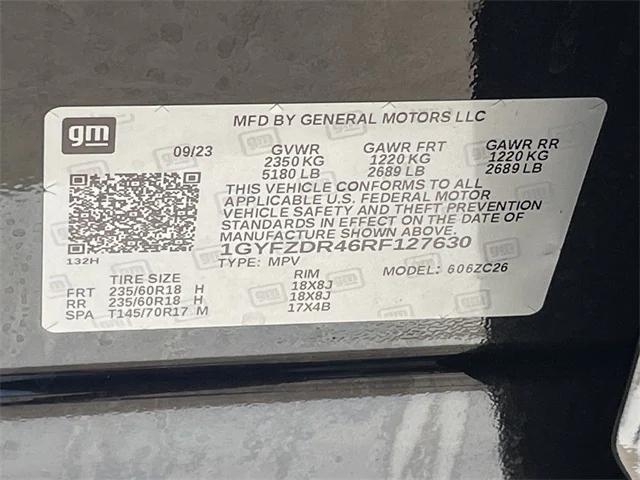 gm
MFD BY GENERAL MOTORS LLC
09/23 GVWR GAWR FRT GAWR RR
2350 KG 1220 KG 1220 KG
5180 LB 2689 LB 2689 LB
THIS VEHICLE CONFORMS TO ALL
APPLICABLE U.S. FEDERAL MOTOR
VEHICLE SAFETY AND THEFT PREVENTION
STANDARDS IN EFFECT ON THE DATE OF
MANUFACTURE SHOWN ABOVE.
1GYFZDR46RF127630
132H
TYPE: MPV MODEL: 606ZC26
TIRE SIZE RIM
FRT 235/60R18 H 18X8J
RR 235/60R18 H 18X8J
SPA T145/70R17 M 17X4B